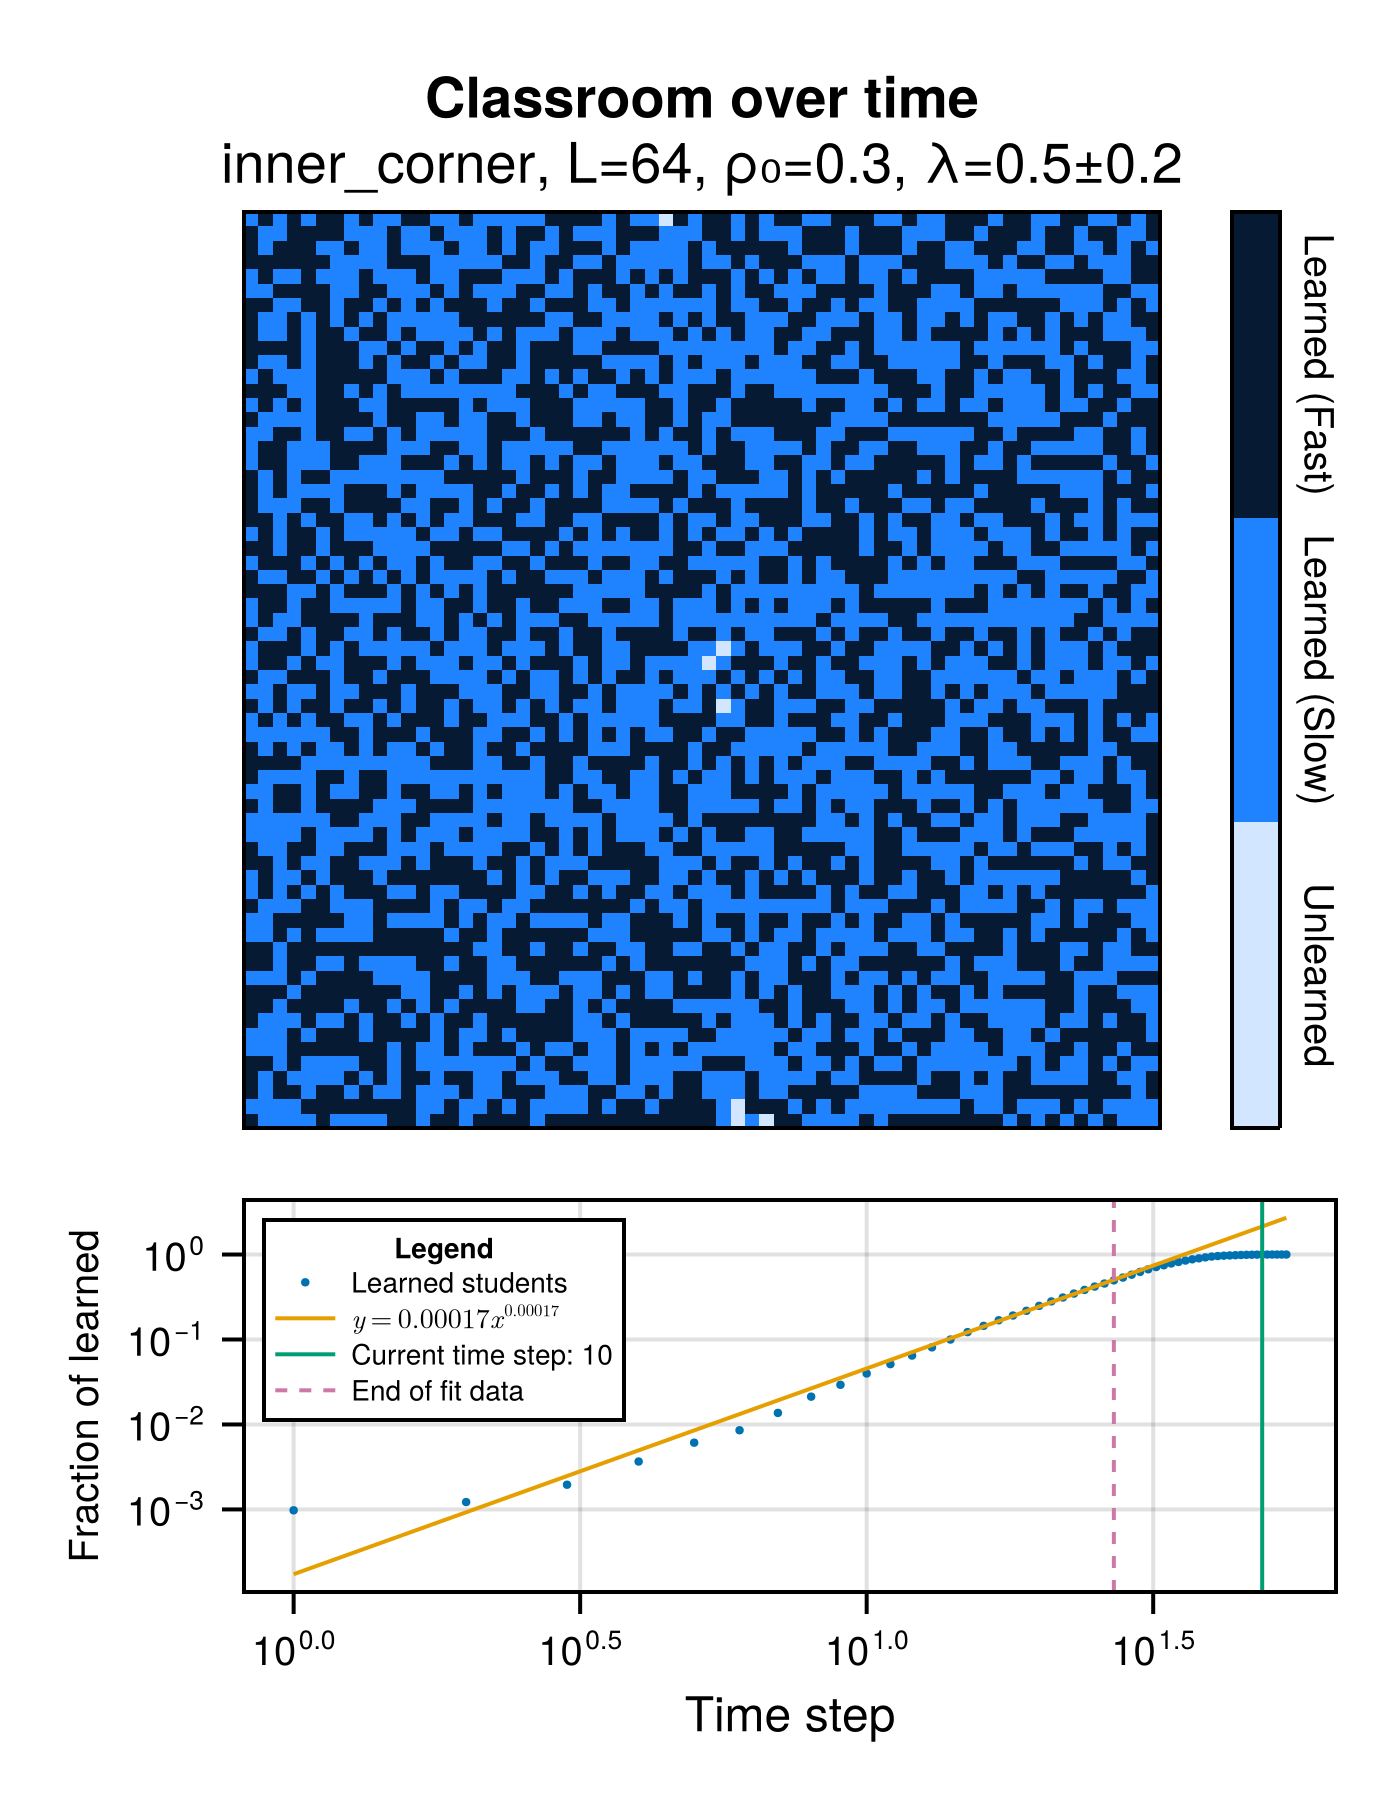 Classroom over time
inner_corner, L=64, ρ₀=0.3, λ=0.5±0.2
Learned (Fast)
Learned (Slow)
Unlearned
Fraction of learned
10⁰
10⁻¹
10⁻²
10⁻³
Legend
Learned students
y = 0.00017x^0.00017
Current time step: 10
End of fit data
10^0.0
10^0.5
10^1.0
10^1.5
Time step